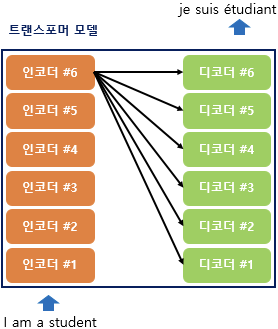 je suis étudiant
트랜스포머 모델
인코더 #6
디코더 #6
인코더 #5
디코더 #5
인코더 #4
디코더 #4
인코더 #3
디코더 #3
인코더 #2
디코더 #2
인코더 #1
디코더 #1
I am a student